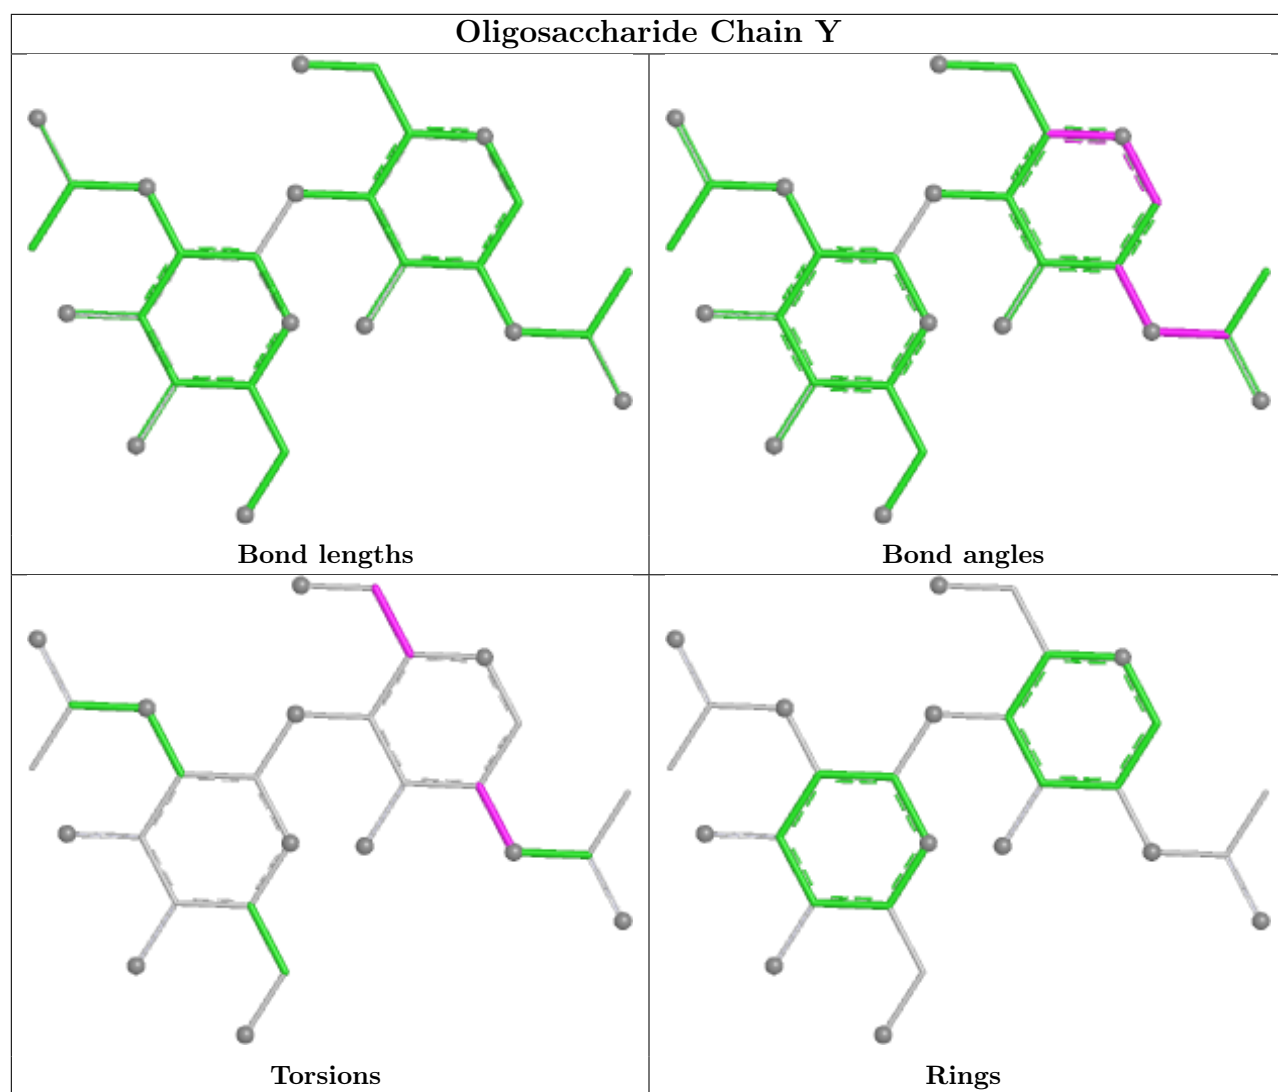 Oligosaccharide Chain Y
Bond lengths
Bond angles
Torsions
Rings